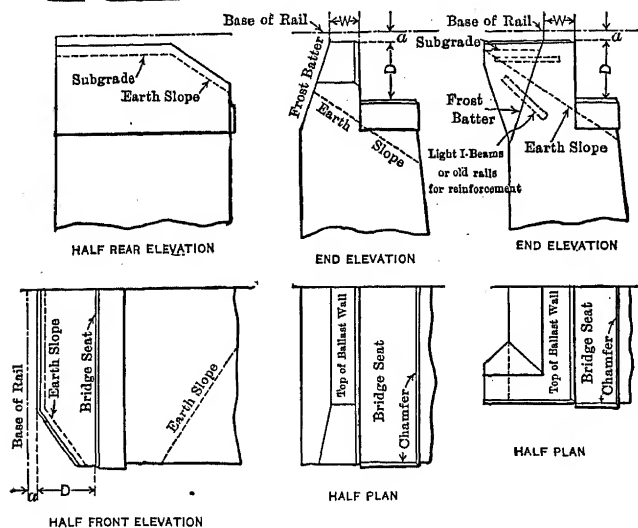 Base of Rail
W
a
D
Subgrade
Earth Slope
Frost Batter
Earth Slope
HALF REAR ELEVATION
END ELEVATION
Base of Rail
W
a
Subgrade
D
Frost
Batter
Earth Slope
Light I-Beams
or old rails
for reinforcement
END ELEVATION
Base of Rail
Earth Slope
Bridge Seat
Earth Slope
a
D
HALF FRONT ELEVATION
Top of Ballast Wall
Bridge Seat
Chamfer
HALF PLAN
Top of Ballast Wall
Bridge Seat
Chamfer
HALF PLAN